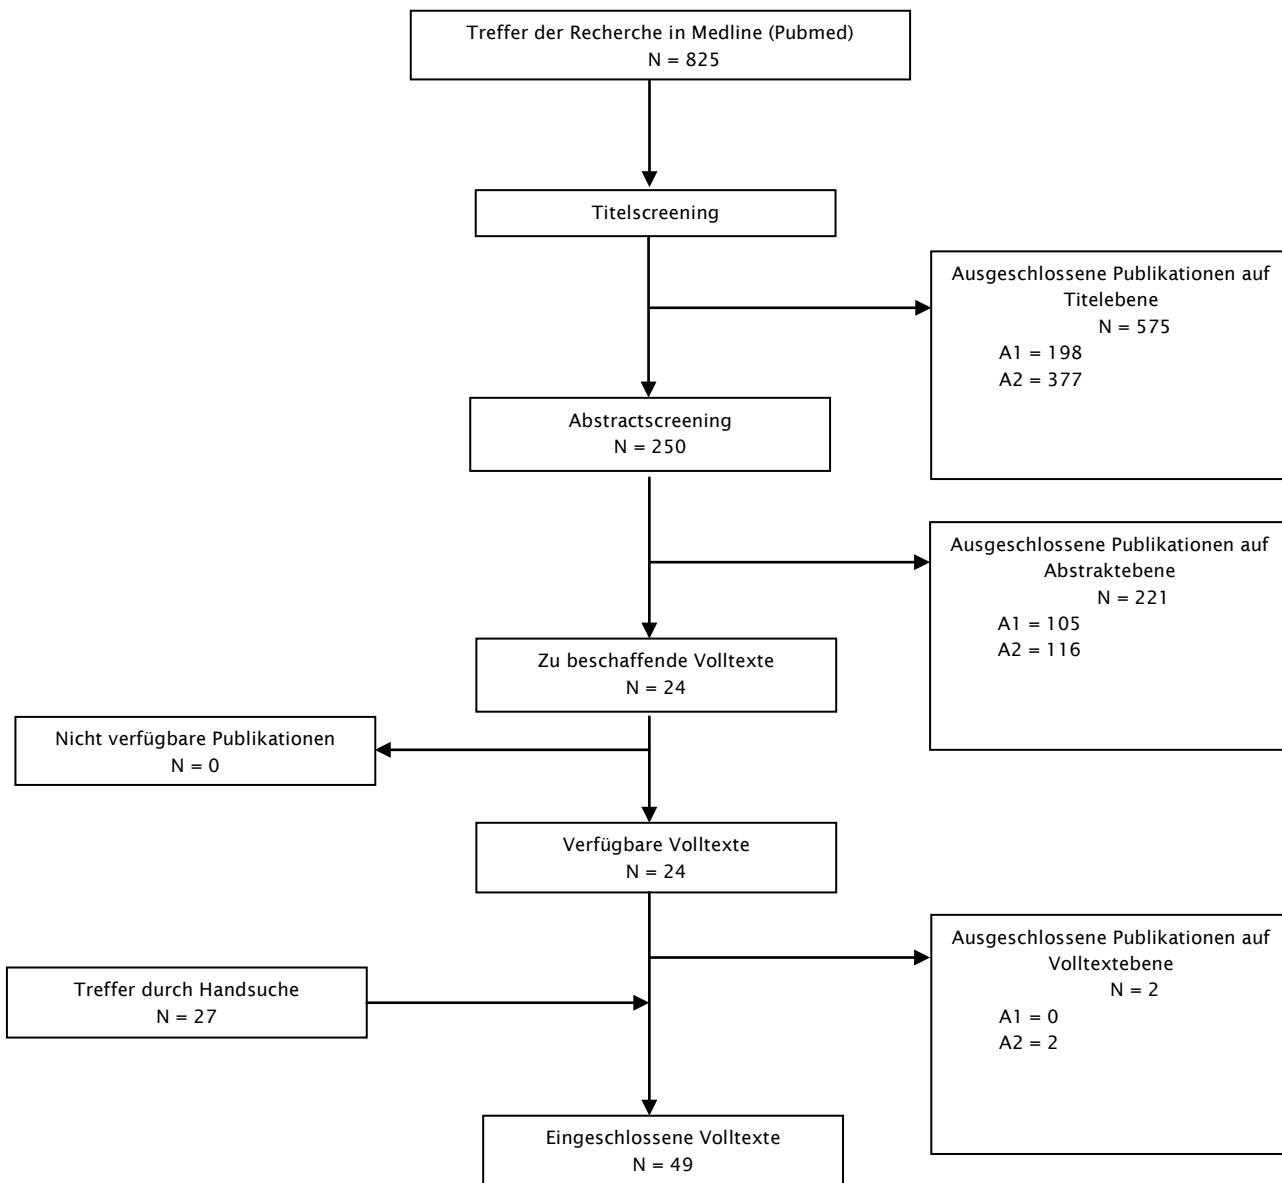 Treffer der Recherche in Medline (Pubmed)
N = 825
Titelscreening
Ausgeschlossene Publikationen auf
Titelebene
N = 575
A1 = 198
A2 = 377
Abstractscreening
N = 250
Ausgeschlossene Publikationen auf
Abstraktebene
N = 221
A1 = 105
A2 = 116
Zu beschaffende Volltexte
N = 24
Nicht verfügbare Publikationen
N = 0
Verfügbare Volltexte
N = 24
Ausgeschlossene Publikationen auf
Volltextebene
N = 2
A1 = 0
A2 = 2
Treffer durch Handsuche
N = 27
Eingeschlossene Volltexte
N = 49